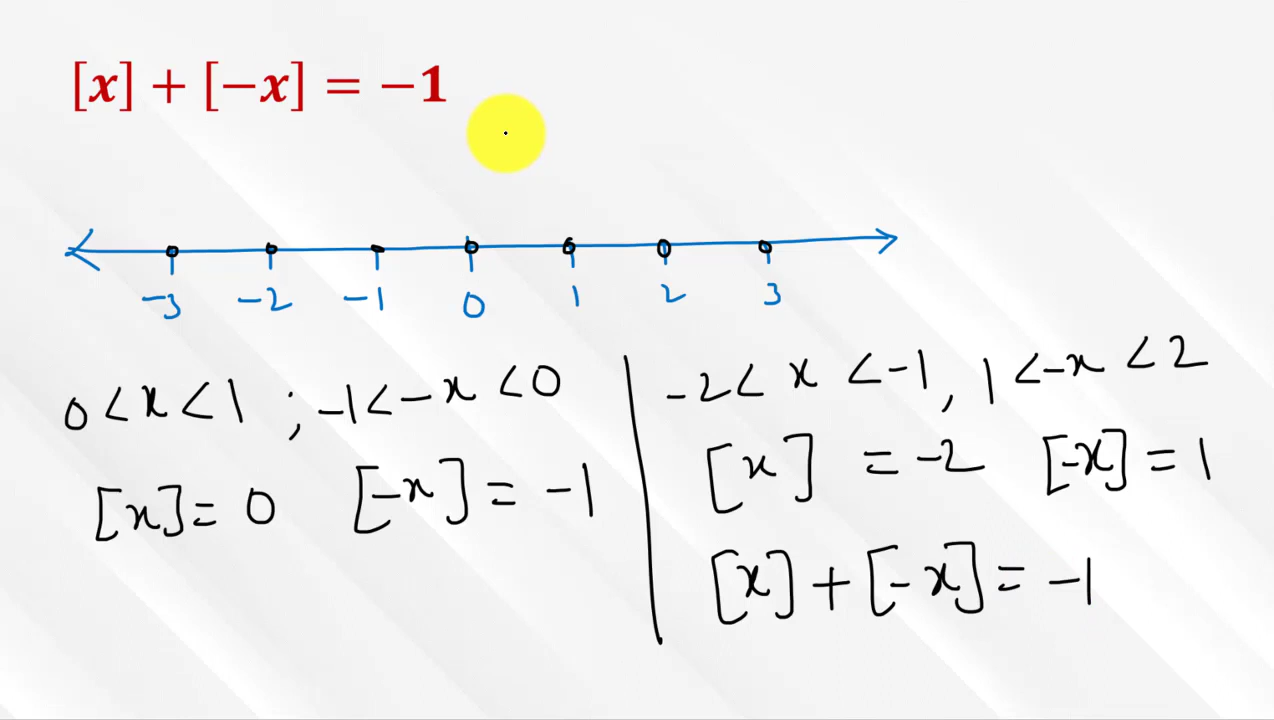 [x] + [−x] = −1
−3 −2 −1 0 1 2 3
0 < x < 1 ; −1 < −x < 0
[x] = 0 [−x] = −1
−2 < x < −1, 1 < −x < 2
[x] = −2 [−x] = 1
[x] + [−x] = −1